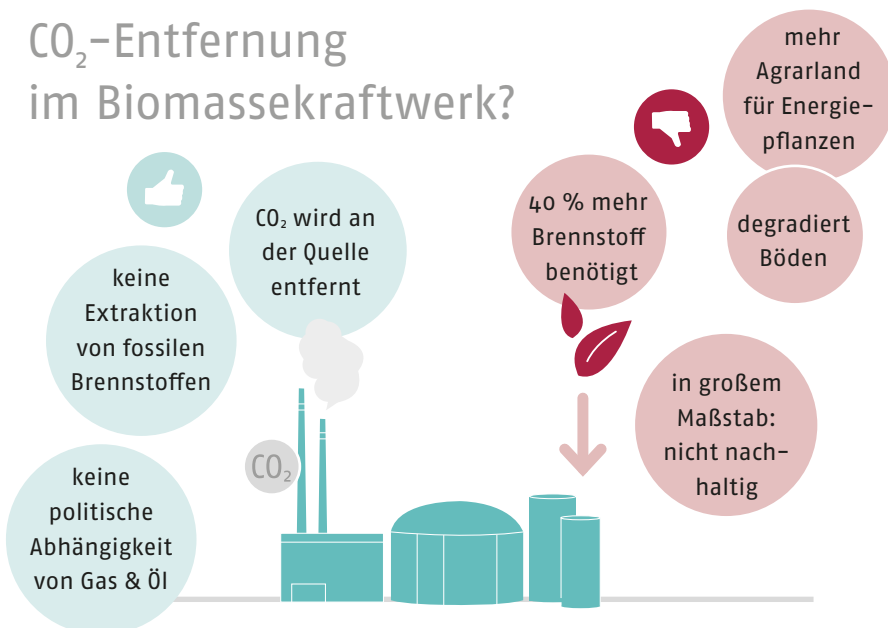 CO₂-Entfernung
im Biomassekraftwerk?
CO₂ wird an
der Quelle
entfernt
keine
Extraktion
von fossilen
Brennstoffen
keine
politische
Abhängigkeit
von Gas & Öl
CO₂
mehr
Agrarland
für Energie-
pflanzen
40 % mehr
Brennstoff
benötigt
degradiert
Böden
in großem
Maßstab:
nicht nach-
haltig